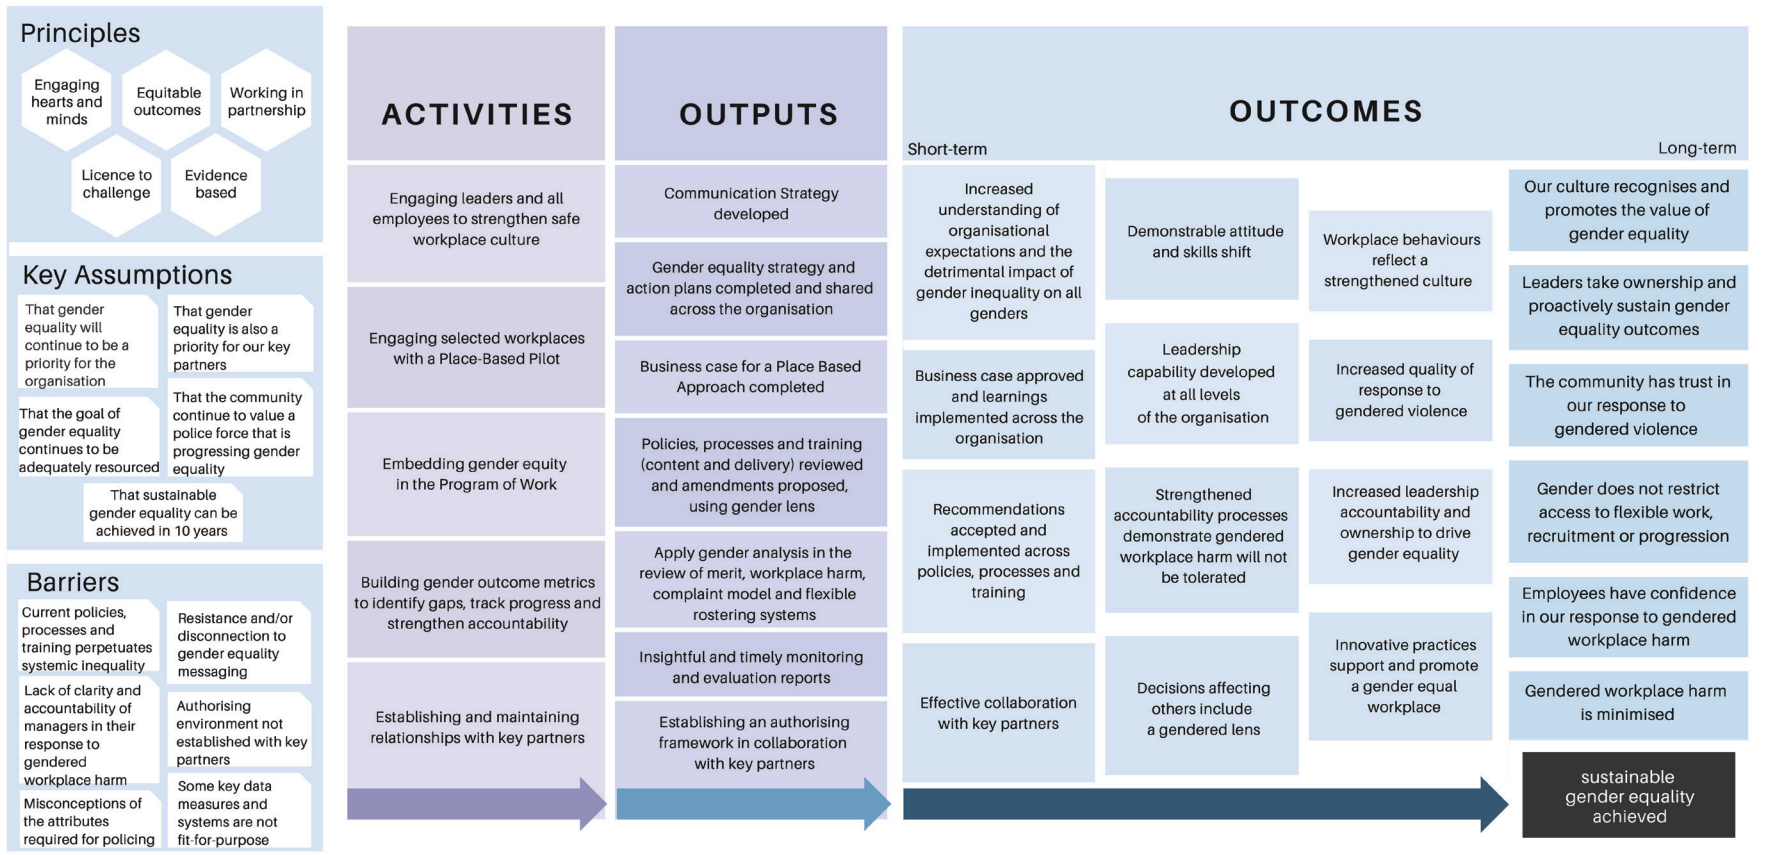 Principles
Engaging
hearts and
minds
Equitable
outcomes
Working in
partnership
Licence to
challenge
Evidence
based
Key Assumptions
That gender
equality will
continue to be a
priority for the
organisation
That gender
equality is also a
priority for our key
partners
That the goal of
gender equality
continues to be
adequately resourced
That the community
continue to value a
police force that is
progressing gender
equality
That sustainable
gender equality can be
achieved in 10 years
Barriers
Current policies,
processes and
training perpetuates
systemic inequality
Resistance and/or
disconnection to
gender equality
messaging
Lack of clarity and
accountability of
managers in their
response to
gendered
workplace harm
Authorising
environment not
established with key
partners
Misconceptions of
the attributes
required for policing
Some key data
measures and
systems are not
fit-for-purpose
ACTIVITIES
Engaging leaders and all
employees to strengthen safe
workplace culture
Engaging selected workplaces
with a Place-Based Pilot
Embedding gender equity
in the Program of Work
Building gender outcome metrics
to identify gaps, track progress and
strengthen accountability
Establishing and maintaining
relationships with key partners
OUTPUTS
Communication Strategy
developed
Gender equality strategy and
action plans completed and shared
across the organisation
Business case for a Place Based
Approach completed
Policies, processes and training
(content and delivery) reviewed
and amendments proposed,
using gender lens
Apply gender analysis in the
review of merit, workplace harm,
complaint model and flexible
rostering systems
Insightful and timely monitoring
and evaluation reports
Establishing an authorising
framework in collaboration
with key partners
OUTCOMES
Short-term
Long-term
Increased
understanding of
organisational
expectations and the
detrimental impact of
gender inequality on all
genders
Business case approved
and learnings
implemented across the
organisation
Recommendations
accepted and
implemented across
policies, processes and
training
Effective collaboration
with key partners
Demonstrable attitude
and skills shift
Leadership
capability developed
at all levels
of the organisation
Strengthened
accountability processes
demonstrate gendered
workplace harm will not
be tolerated
Decisions affecting
others include
a gendered lens
Workplace behaviours
reflect a
strengthened culture
Increased quality of
response to
gendered violence
Increased leadership
accountability and
ownership to drive
gender equality
Innovative practices
support and promote
a gender equal
workplace
Our culture recognises and
promotes the value of
gender equality
Leaders take ownership and
proactively sustain gender
equality outcomes
The community has trust in
our response to
gendered violence
Gender does not restrict
access to flexible work,
recruitment or progression
Employees have confidence
in our response to gendered
workplace harm
Gendered workplace harm
is minimised
sustainable
gender equality
achieved